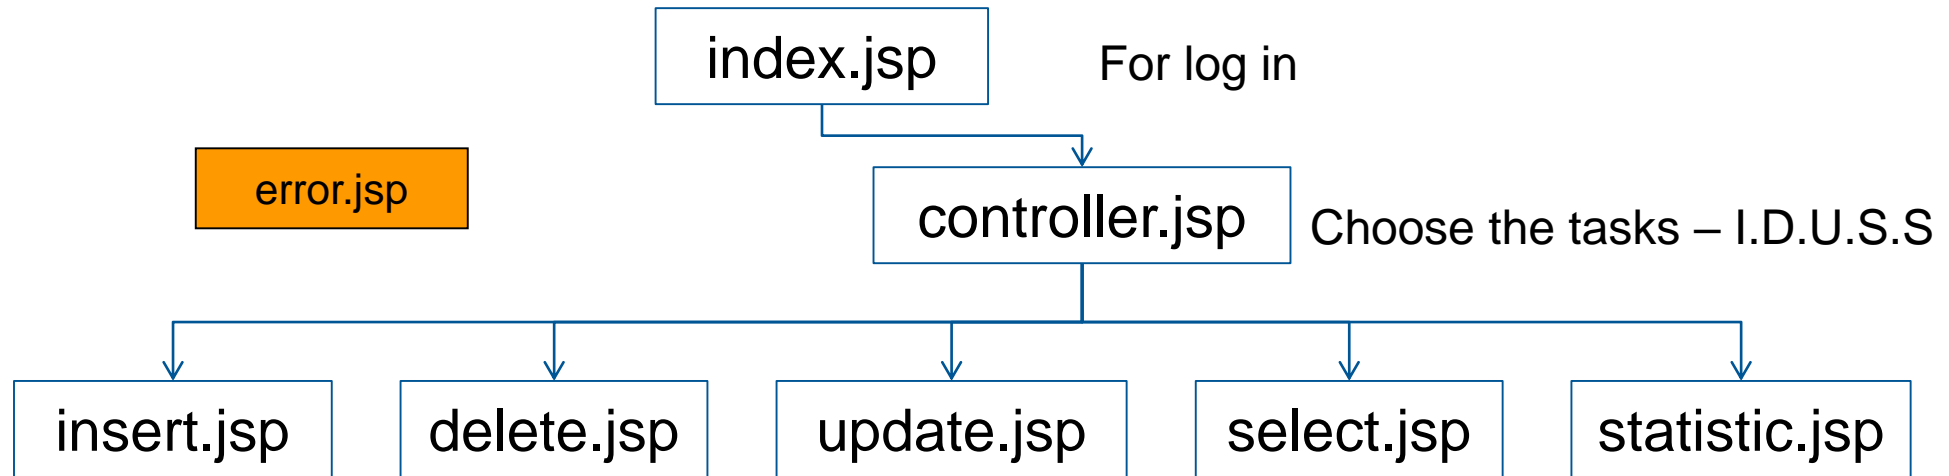 index.jsp
For log in
error.jsp
controller.jsp
Choose the tasks – I.D.U.S.S
insert.jsp
delete.jsp
update.jsp
select.jsp
statistic.jsp